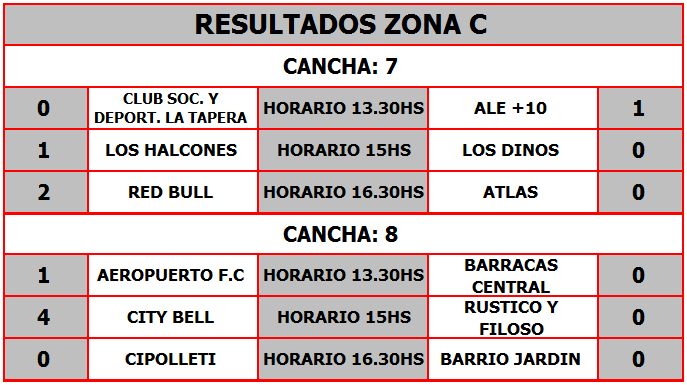 RESULTADOS ZONA C
CANCHA: 7
0 CLUB SOC. Y DEPORT. LA TAPERA HORARIO 13.30HS ALE +10 1
1 LOS HALCONES HORARIO 15HS LOS DINOS 0
2 RED BULL HORARIO 16.30HS ATLAS 0
CANCHA: 8
1 AEROPUERTO F.C HORARIO 13.30HS BARRACAS CENTRAL 0
4 CITY BELL HORARIO 15HS RUSTICO Y FILOSO 0
0 CIPOLLETI HORARIO 16.30HS BARRIO JARDIN 0